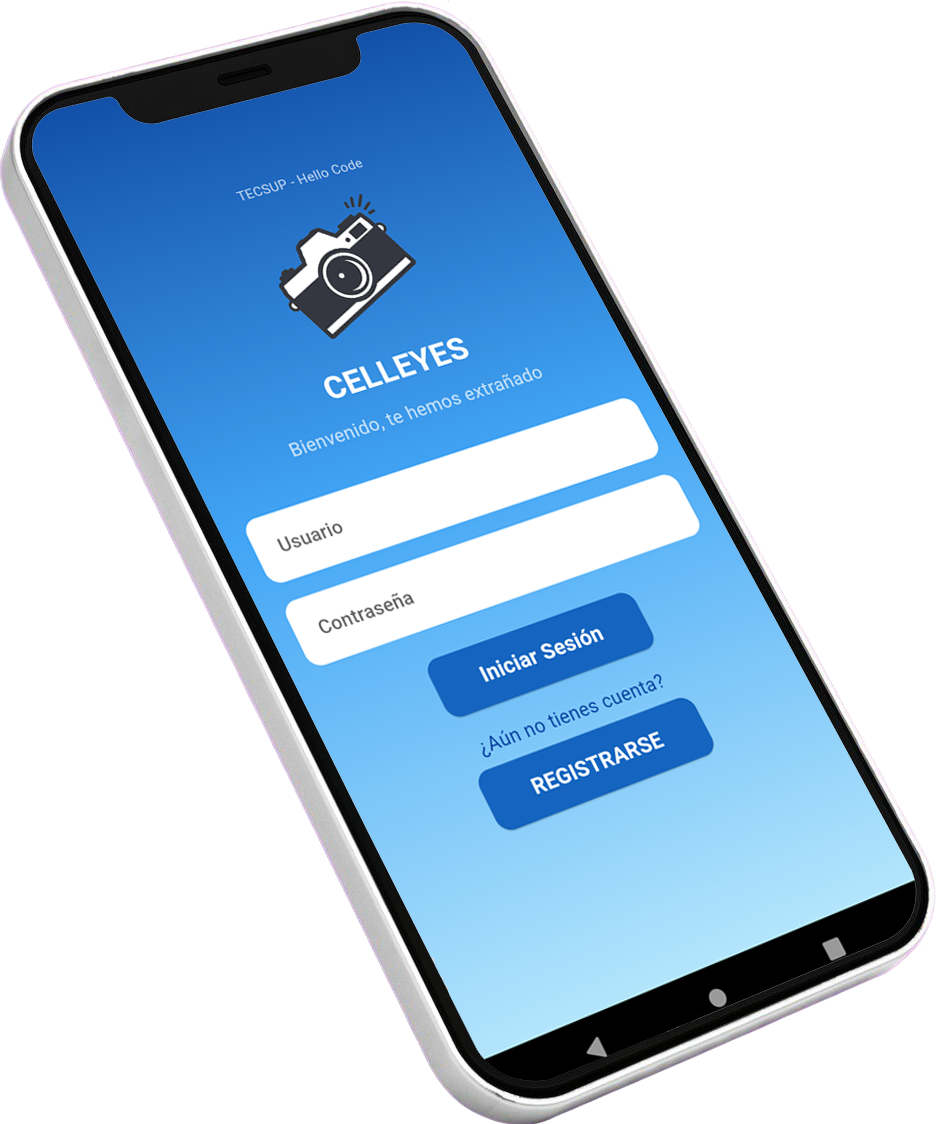 TECSUP - Hello Code
CELLEYES
Bienvenido, te hemos extrañado
Usuario
Contraseña
Iniciar Sesión
¿Aún no tienes cuenta?
REGISTRARSE